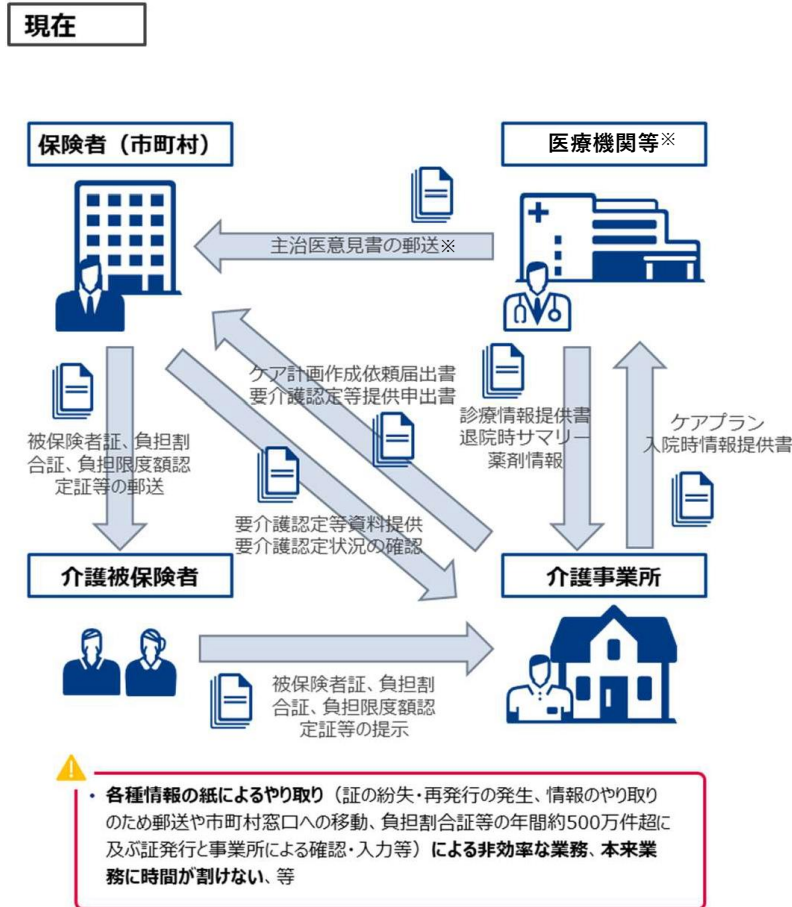 現在
保険者（市町村）
医療機関等※
主治医意見書の郵送※
ケア計画作成依頼届出書
要介護認定等提供申出書
診療情報提供書
退院時サマリー
薬剤情報
ケアプラン
入院時情報提供書
被保険者証、負担割
合証、負担限度額認
定証等の郵送
要介護認定等資料提供
要介護認定状況の確認
介護被保険者
介護事業所
被保険者証、負担割
合証、負担限度額認
定証等の提示
・ 各種情報の紙によるやり取り（証の紛失・再発行の発生、情報のやり取り
のため郵送や市町村窓口への移動、負担割合証等の年間約500万件超に
及ぶ証発行と事業所による確認・入力等）による非効率な業務、本来業
務に時間が割けない、等